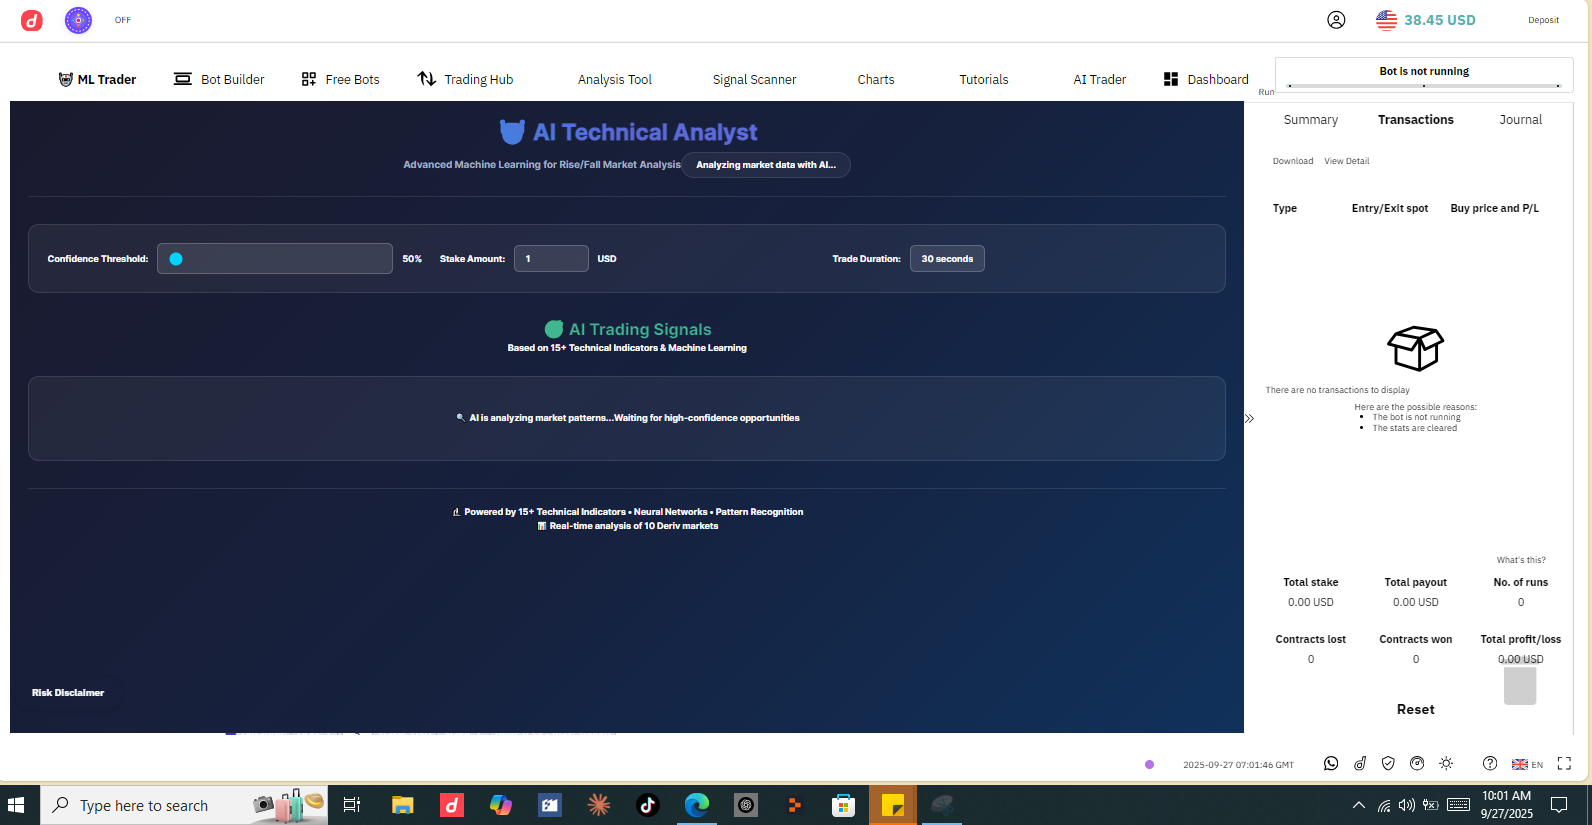 OFF
38.45 USD
Deposit
ML Trader
Bot Builder
Free Bots
Trading Hub
Analysis Tool
Signal Scanner
Charts
Tutorials
AI Trader
Dashboard
Run
Bot is not running
AI Technical Analyst
Advanced Machine Learning for Rise/Fall Market Analysis
Analyzing market data with AI...
Confidence Threshold:
50%
Stake Amount:
1
USD
Trade Duration:
30 seconds
AI Trading Signals
Based on 15+ Technical Indicators & Machine Learning
AI is analyzing market patterns...Waiting for high-confidence opportunities
Powered by 15+ Technical Indicators • Neural Networks • Pattern Recognition
Real-time analysis of 10 Deriv markets
Risk Disclaimer
Summary
Transactions
Journal
Download
View Detail
Type
Entry/Exit spot
Buy price and P/L
There are no transactions to display
Here are the possible reasons:
• The bot is not running
• The stats are cleared
What's this?
Total stake
Total payout
No. of runs
0.00 USD
0.00 USD
0
Contracts lost
Contracts won
Total profit/loss
0
0
0.00 USD
Reset
2025-09-27 07:01:46 GMT
EN
Type here to search
10:01 AM
9/27/2025